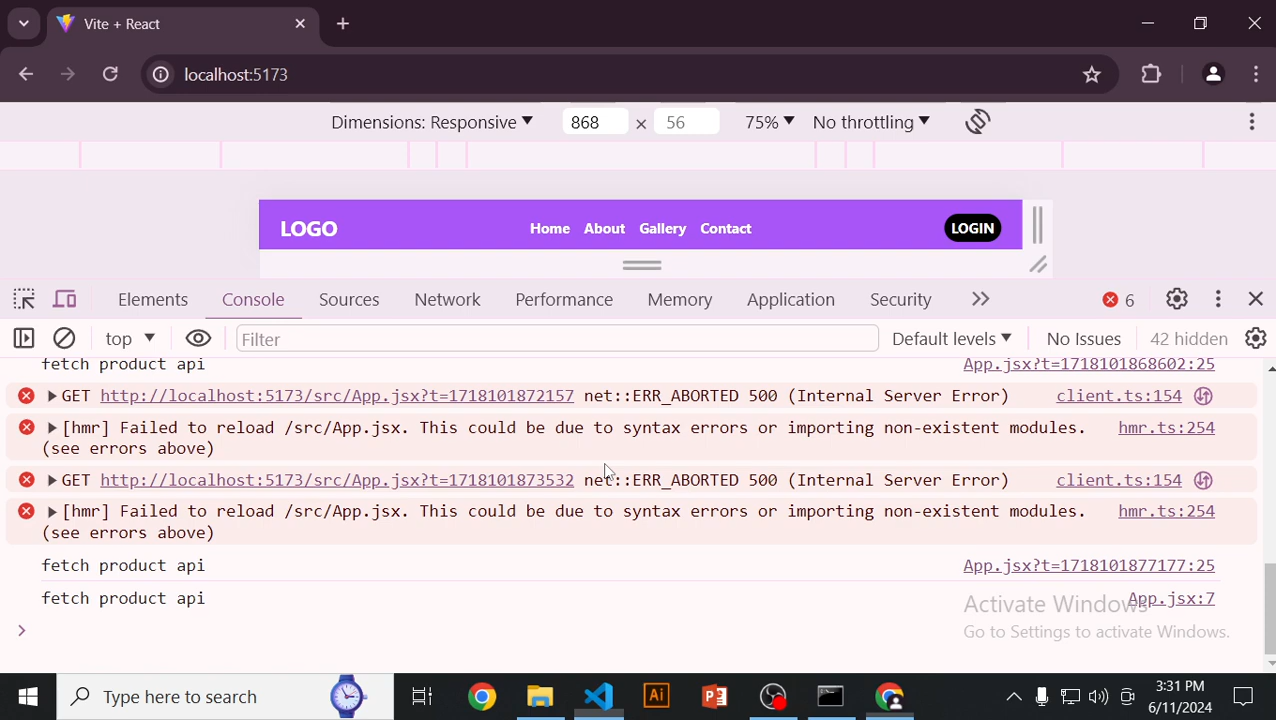 Vite + React
localhost:5173
Dimensions: Responsive 868 × 56 75% No throttling
LOGO Home About Gallery Contact LOGIN
Elements Console Sources Network Performance Memory Application Security 6
top Filter Default levels No Issues 42 hidden
fetch product api App.jsx?t=1718101868602:25
GET http://localhost:5173/src/App.jsx?t=1718101872157 net::ERR_ABORTED 500 (Internal Server Error) client.ts:154
[hmr] Failed to reload /src/App.jsx. This could be due to syntax errors or importing non-existent modules. hmr.ts:254
(see errors above)
GET http://localhost:5173/src/App.jsx?t=1718101873532 net::ERR_ABORTED 500 (Internal Server Error) client.ts:154
[hmr] Failed to reload /src/App.jsx. This could be due to syntax errors or importing non-existent modules. hmr.ts:254
(see errors above)
fetch product api App.jsx?t=1718101877177:25
fetch product api App.jsx:7
Activate Windows
Go to Settings to activate Windows.
Type here to search Ai P 3:31 PM
6/11/2024